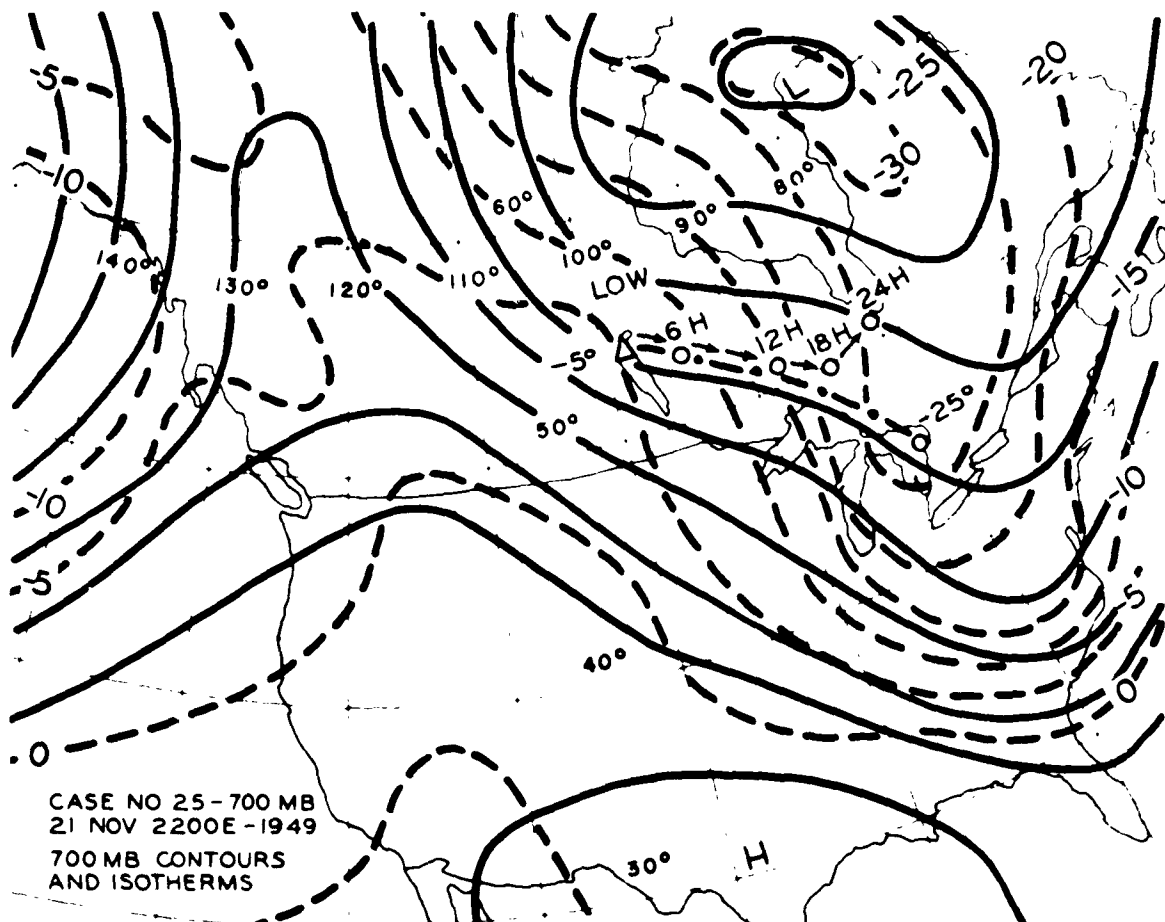 -5
-25
-20
L
-10
-30
80°
60°
90°
140°
100°
130°
120°
110°
LOW
24H
-15
6H
12H
18H
-5°
50°
-25°
-10
-10
-5
-5
40°
0
0
CASE NO 25-700 MB
21 NOV 2200E-1949
700 MB CONTOURS
AND ISOTHERMS
30°
H